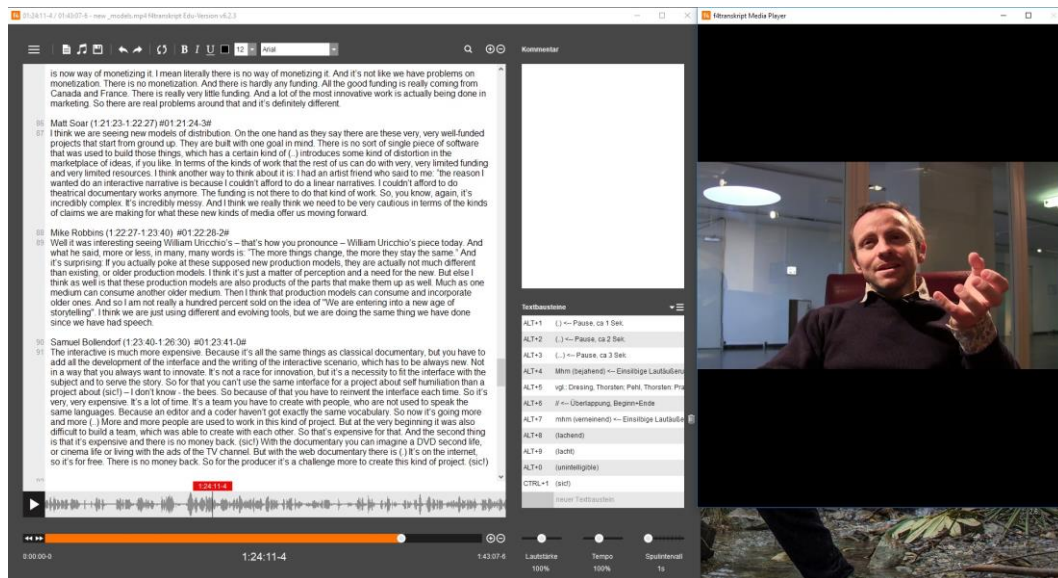 01:24:11-4 / 01:43:07-6 - new _models.mp4 f4transkript Edu-Version v6.2.3
f4transkript Media Player
B I U 12 Arial
Kommentar
is now way of monetizing it. I mean literally there is no way of monetizing it. And it's not like we have problems on
monetization. There is no monetization. And there is hardly any funding. All the good funding is really coming from
Canada and France. There is really very little funding. And a lot of the most innovative work is actually being done in
marketing. So there are real problems around that and it's definitely different.
86 Matt Soar (1:21:23-1:22:27) #01:21:24-3#
87 I think we are seeing new models of distribution. On the one hand as they say there are these very, very well-funded
projects that start from ground up. They are built with one goal in mind. There is no sort of single piece of software
that was used to build those things, which has a certain kind of (..) introduces some kind of distortion in the
marketplace of ideas, if you like. In terms of the kinds of work that the rest of us can do with very, very limited funding
and very limited resources. I think another way to think about it is: I had an artist friend who said to me: "the reason I
wanted do an interactive narrative is because I couldn't afford to do a linear narratives. I couldn't afford to do
theatrical documentary works anymore. The funding is not there to do that kind of work. So, you know, again, it's
incredibly complex. It's incredibly messy. And I think we really think we need to be very cautious in terms of the kinds
of claims we are making for what these new kinds of media offer us moving forward.
88 Mike Robbins (1:22:27-1:23:40) #01:22:28-2#
89 Well it was interesting seeing William Uricchio's – that's how you pronounce – William Uricchio's piece today. And
what he said, more or less, in many, many words is: "The more things change, the more they stay the same." And
it's surprising: If you actually poke at these supposed new production models, they are actually not much different
than existing, or older production models. I think it's just a matter of perception and a need for the new. But else I
think as well is that these production models are also products of the parts that make them up as well. Much as one
medium can consume another older medium. Then I think that production models can consume and incorporate
older ones. And so I am not really a hundred percent sold on the idea of "We are entering into a new age of
storytelling". I think we are just using different and evolving tools, but we are doing the same thing we have done
since we have had speech.
90 Samuel Bollendorf (1:23:40-1:26:30) #01:23:41-0#
91 The interactive is much more expensive. Because it's all the same things as classical documentary, but you have to
add all the development of the interface and the writing of the interactive scenario, which has to be always new. Not
in a way that you always want to innovate. It's not a race for innovation, but it's a necessity to fit the interface with the
subject and to serve the story. So for that you can't use the same interface for a project about self humiliation than a
project about (sic!) – I don't know - the bees. So because of that you have to reinvent the interface each time. So it's
very, very expensive. It's a lot of time. It's a team you have to create with people, who are not used to speak the
same languages. Because an editor and a coder haven't got exactly the same vocabulary. So now it's going more
and more (..) More and more people are used to work in this kind of project. But at the very beginning it was also
difficult to build a team, which was able to create with each other. So that's expensive for that. And the second thing
is that it's expensive and there is no money back. (sic!) With the documentary you can imagine a DVD second life,
or cinema life or living with the ads of the TV channel. But with the web documentary there is (.) It's on the internet,
so it's for free. There is no money back. So for the producer it's a challenge more to create this kind of project. (sic!)
Textbausteine
ALT+1 (.) <-- Pause, ca 1 Sek.
ALT+2 (..) <-- Pause, ca 2 Sek.
ALT+3 (...) <-- Pause, ca 3 Sek.
ALT+4 Mhm (bejahend) <-- Einsilbige Lautäußeru
ALT+5 vgl.: Dresing, Thorsten; Pehl, Thorsten: Pra
ALT+6 // <-- Überlappung, Beginn+Ende
ALT+7 mhm (verneinend) <-- Einsilbige Lautäuße
ALT+8 (lachend)
ALT+9 (lacht)
ALT+0 (unintelligible)
CTRL+1 (sic!)
neuer Textbaustein
1:24:11-4
0:00:00-0 1:24:11-4 1:43:07-6
Lautstärke Tempo Spulintervall
100% 100% 1s